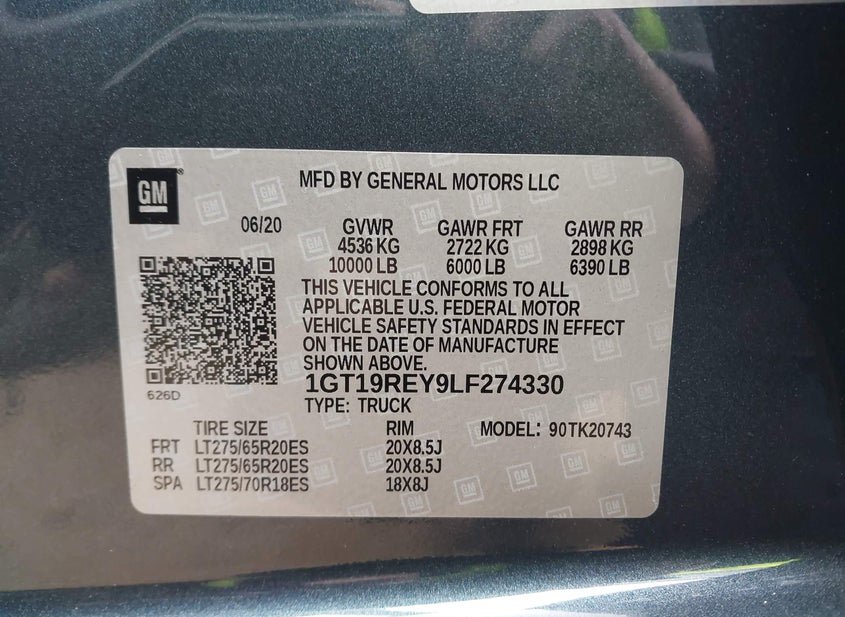 GM
MFD BY GENERAL MOTORS LLC
06/20 GVWR GAWR FRT GAWR RR
4536 KG 2722 KG 2898 KG
10000 LB 6000 LB 6390 LB
THIS VEHICLE CONFORMS TO ALL
APPLICABLE U.S. FEDERAL MOTOR
VEHICLE SAFETY STANDARDS IN EFFECT
ON THE DATE OF MANUFACTURE
SHOWN ABOVE.
626D
1GT19REY9LF274330
TYPE: TRUCK
TIRE SIZE RIM MODEL: 90TK20743
FRT LT275/65R20ES 20X8.5J
RR LT275/65R20ES 20X8.5J
SPA LT275/70R18ES 18X8J